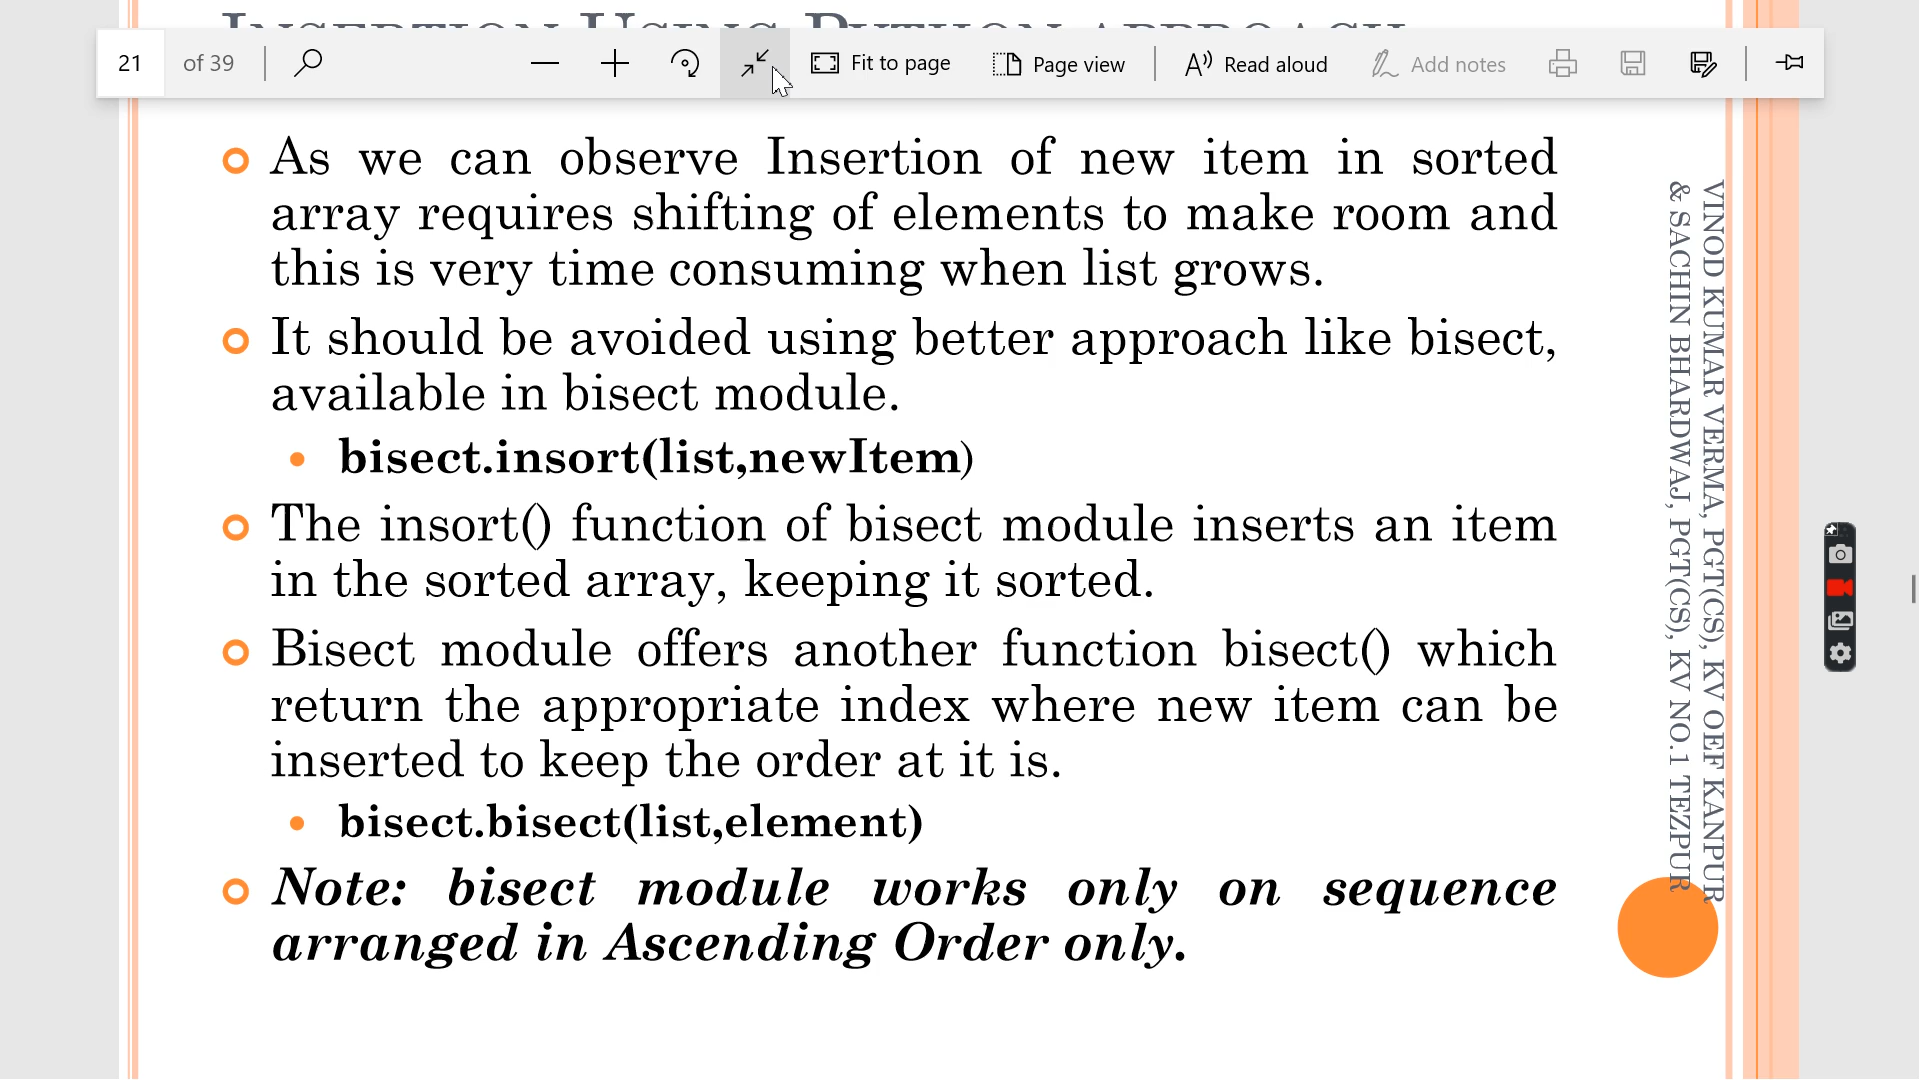 INSERTION USING PYTHON APPROACH
21 of 39 Fit to page Page view Read aloud Add notes
As we can observe Insertion of new item in sorted
array requires shifting of elements to make room and
this is very time consuming when list grows.
It should be avoided using better approach like bisect,
available in bisect module.
bisect.insort(list,newItem)
The insort() function of bisect module inserts an item
in the sorted array, keeping it sorted.
Bisect module offers another function bisect() which
return the appropriate index where new item can be
inserted to keep the order at it is.
bisect.bisect(list,element)
Note: bisect module works only on sequence
arranged in Ascending Order only.
VINOD KUMAR VERMA, PGT(CS), KV OEF KANPUR
& SACHIN BHARDWAJ, PGT(CS), KV NO.1 TEZPUR